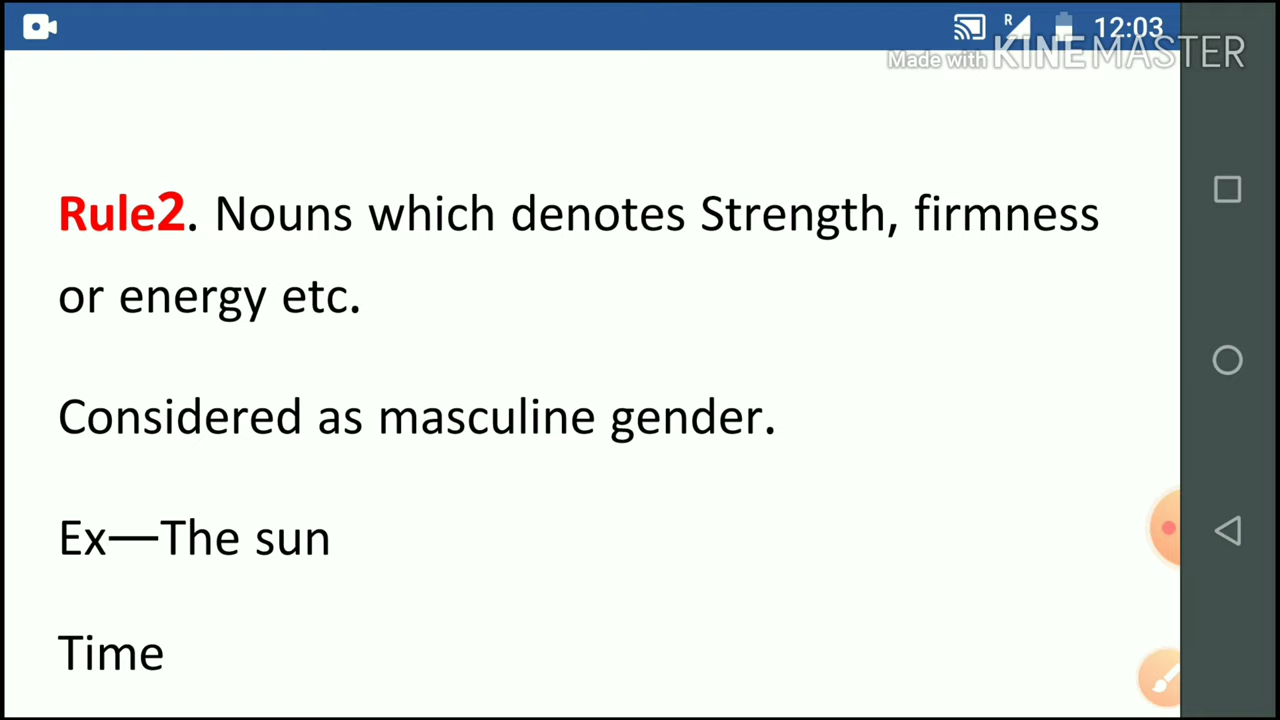 R 12:03
Made with KINEMASTER
Rule2. Nouns which denotes Strength, firmness
or energy etc.
Considered as masculine gender.
Ex—The sun
Time